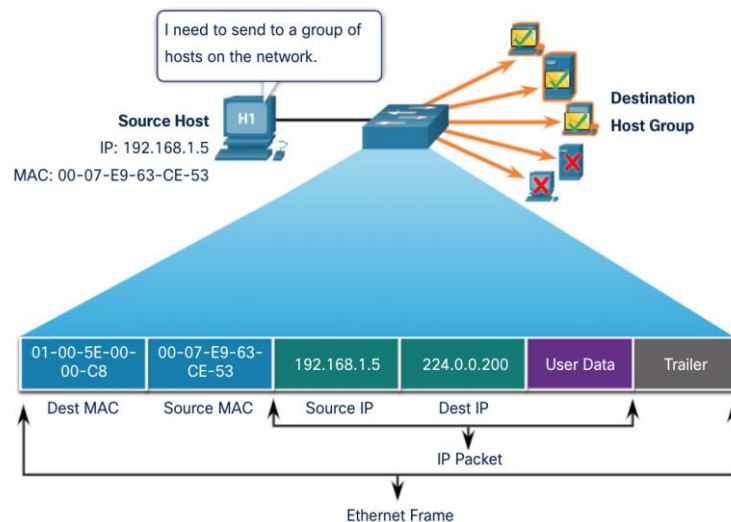 I need to send to a group of
hosts on the network.
H1
Source Host
IP: 192.168.1.5
MAC: 00-07-E9-63-CE-53
Destination
Host Group
01-00-5E-00-
00-C8
00-07-E9-63-
CE-53
192.168.1.5
224.0.0.200
User Data
Trailer
Dest MAC
Source MAC
Source IP
Dest IP
IP Packet
Ethernet Frame